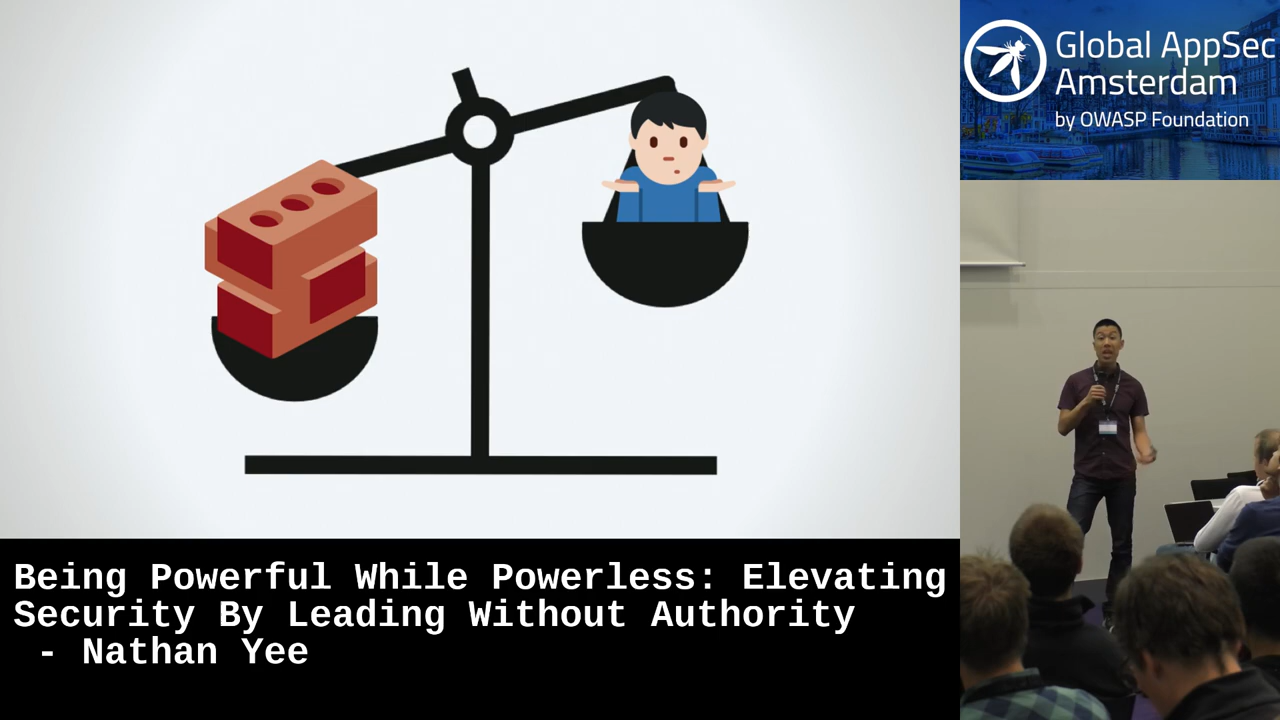 Global AppSec
Amsterdam
by OWASP Foundation
Being Powerful While Powerless: Elevating
Security By Leading Without Authority
- Nathan Yee